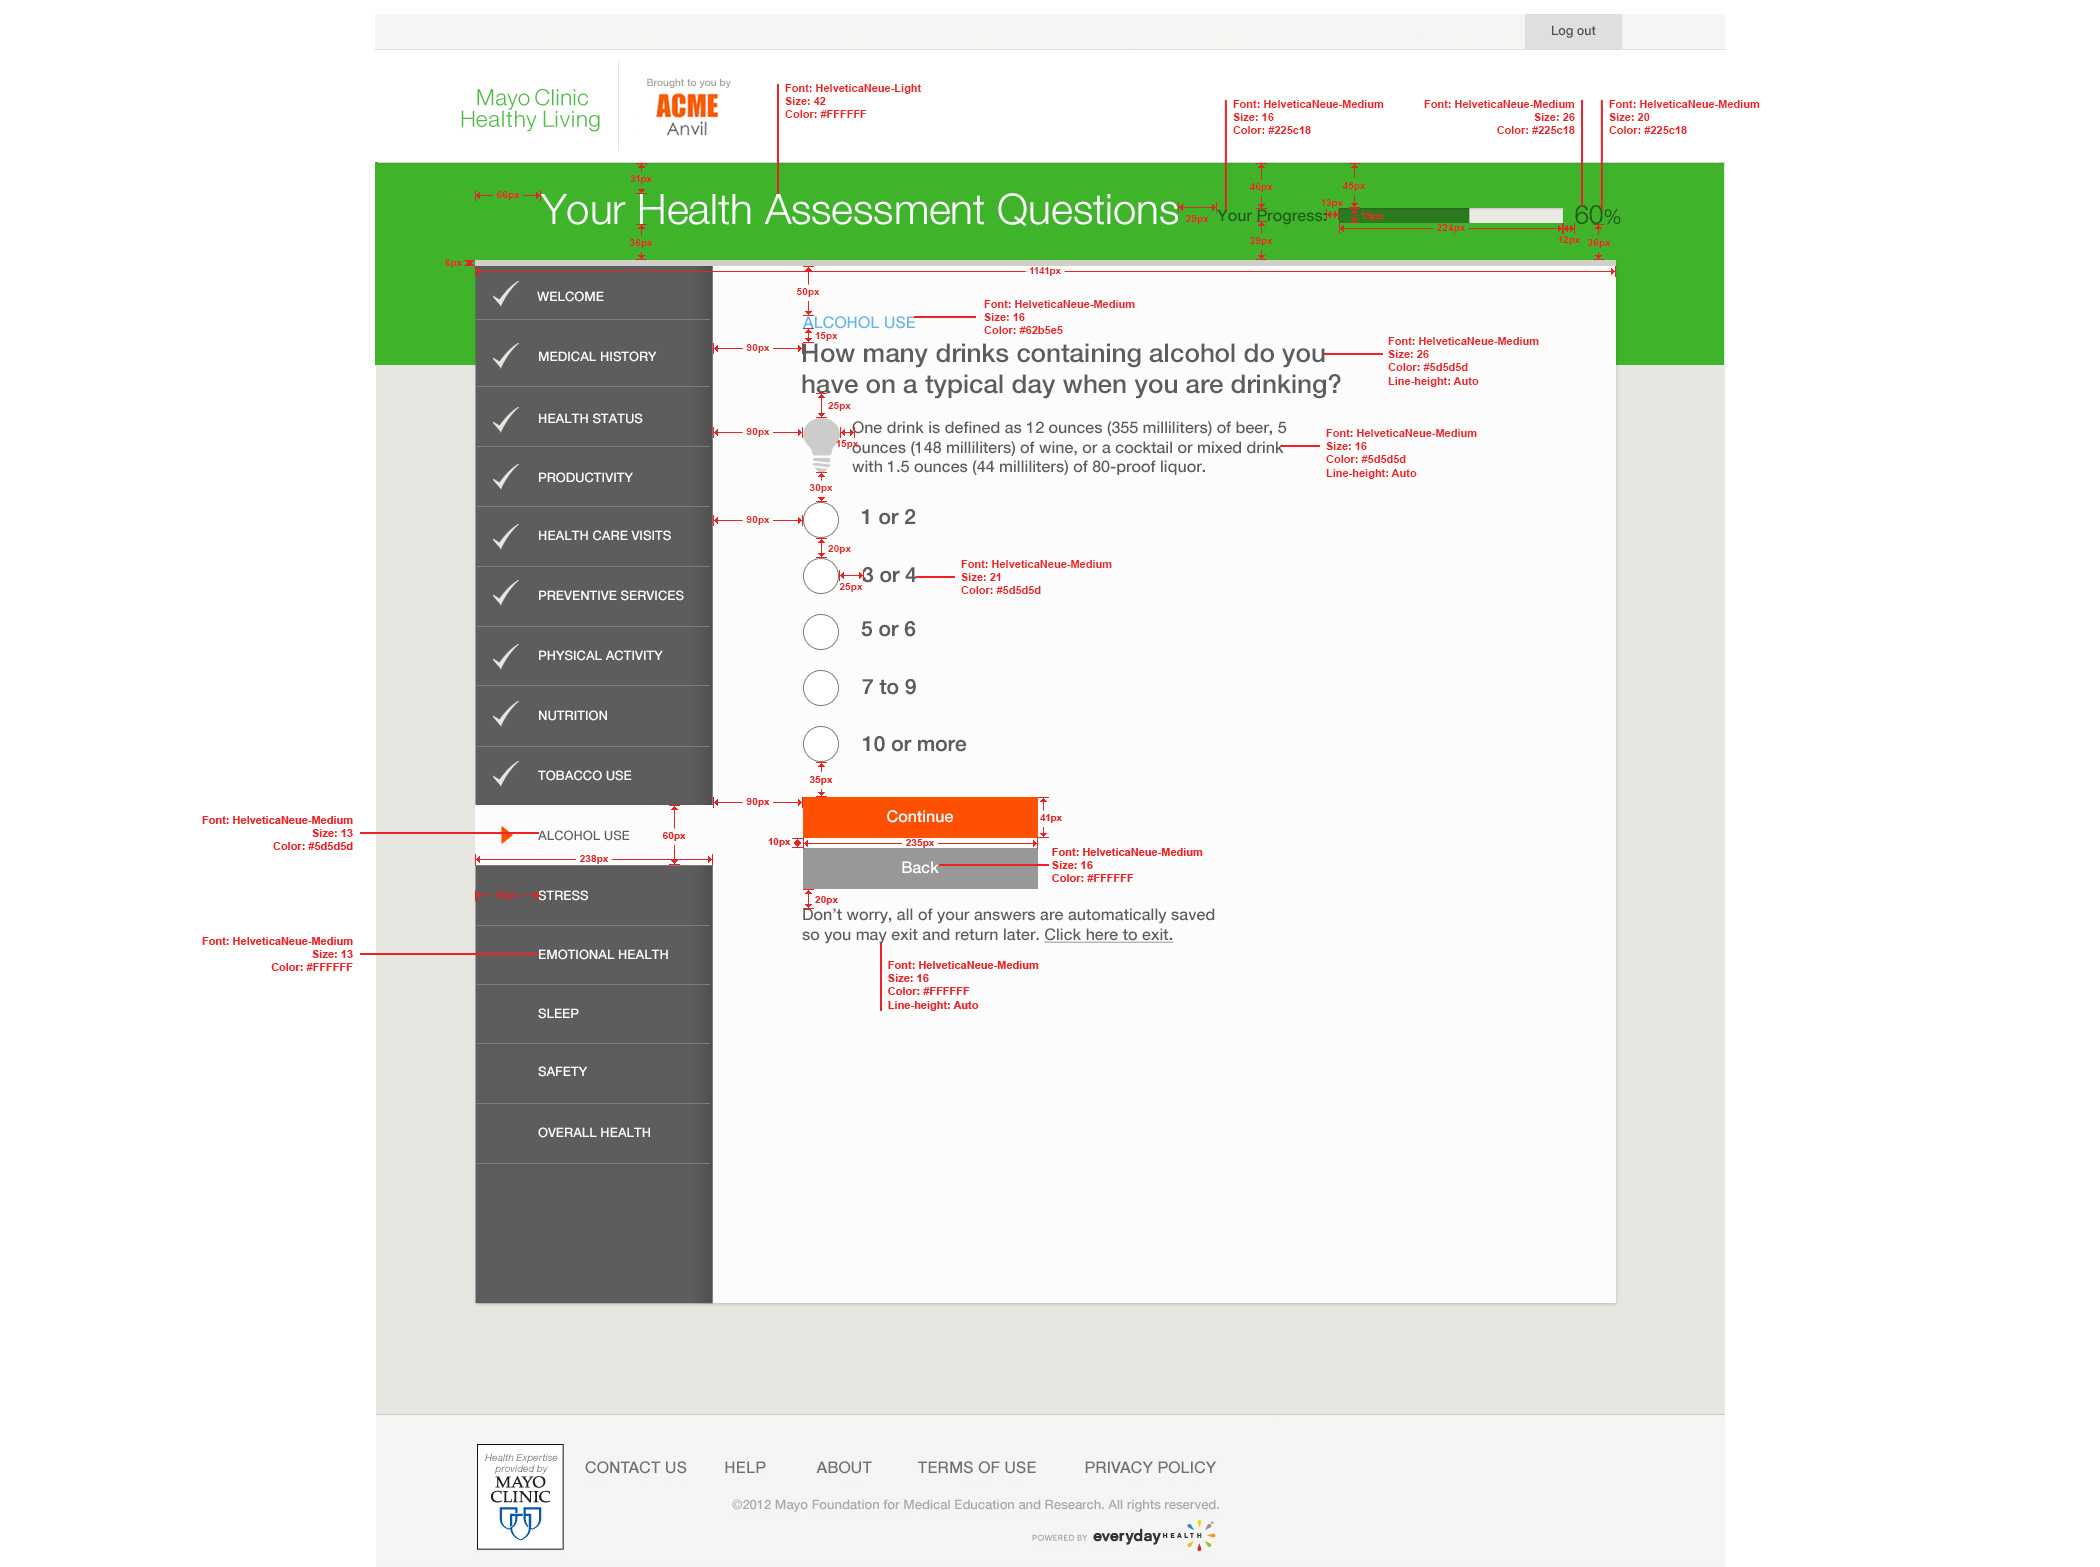 Log out
Mayo Clinic
Healthy Living
Brought to you by
ACME
Anvil
Font: HelveticaNeue-Light
Size: 42
Color: #FFFFFF
Font: HelveticaNeue-Medium
Size: 16
Color: #225c18
Font: HelveticaNeue-Medium
Size: 26
Color: #225c18
Font: HelveticaNeue-Medium
Size: 20
Color: #225c18
31px
66px
Your Health Assessment Questions
36px
39px
46px
Your Progress:
39px
45px
13px
15px
224px
12px
60%
36px
6px
1141px
WELCOME
MEDICAL HISTORY
HEALTH STATUS
PRODUCTIVITY
HEALTH CARE VISITS
PREVENTIVE SERVICES
PHYSICAL ACTIVITY
NUTRITION
TOBACCO USE
Font: HelveticaNeue-Medium
Size: 13
Color: #5d5d5d
ALCOHOL USE
60px
238px
STRESS
Font: HelveticaNeue-Medium
Size: 13
Color: #FFFFFF
EMOTIONAL HEALTH
SLEEP
SAFETY
OVERALL HEALTH
50px
ALCOHOL USE
Font: HelveticaNeue-Medium
Size: 16
Color: #62b5e5
15px
90px
How many drinks containing alcohol do you
have on a typical day when you are drinking?
Font: HelveticaNeue-Medium
Size: 26
Color: #5d5d5d
Line-height: Auto
25px
90px
15px
One drink is defined as 12 ounces (355 milliliters) of beer, 5
ounces (148 milliliters) of wine, or a cocktail or mixed drink
with 1.5 ounces (44 milliliters) of 80-proof liquor.
Font: HelveticaNeue-Medium
Size: 16
Color: #5d5d5d
Line-height: Auto
30px
90px
1 or 2
20px
3 or 4
25px
Font: HelveticaNeue-Medium
Size: 21
Color: #5d5d5d
5 or 6
7 to 9
10 or more
35px
90px
Continue
41px
10px
235px
Back
Font: HelveticaNeue-Medium
Size: 16
Color: #FFFFFF
20px
Don't worry, all of your answers are automatically saved
so you may exit and return later. Click here to exit.
Font: HelveticaNeue-Medium
Size: 16
Color: #FFFFFF
Line-height: Auto
Health Expertise
provided by
MAYO
CLINIC
CONTACT US
HELP
ABOUT
TERMS OF USE
PRIVACY POLICY
©2012 Mayo Foundation for Medical Education and Research. All rights reserved.
POWERED BY everyday HEALTH